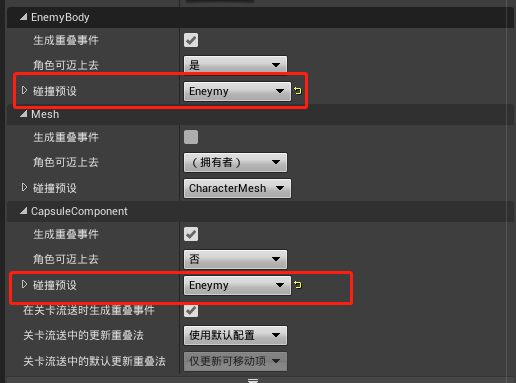 EnemyBody
生成重叠事件
角色可迈上去 是
碰撞预设 Eneymy
Mesh
生成重叠事件
角色可迈上去 （拥有者）
碰撞预设 CharacterMesh
CapsuleComponent
生成重叠事件
角色可迈上去 否
碰撞预设 Eneymy
在关卡流送时生成重叠事件
关卡流送中的更新重叠法 使用默认配置
关卡流送中的默认更新重叠法 仅更新可移动项